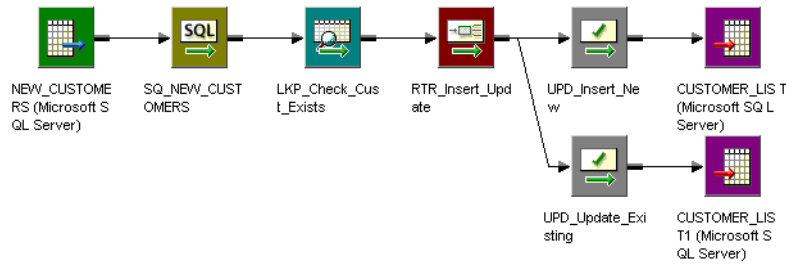 SQL
NEW_CUSTOME
RS (Microsoft S
QL Server)
SQ_NEW_CUST
OMERS
LKP_Check_Cus
t_Exists
RTR_Insert_Upd
ate
UPD_Insert_Ne
w
CUSTOMER_LIS T
(Microsoft SQ L
Server)
UPD_Update_Exi
sting
CUSTOMER_LIS
T1 (Microsoft S
QL Server)